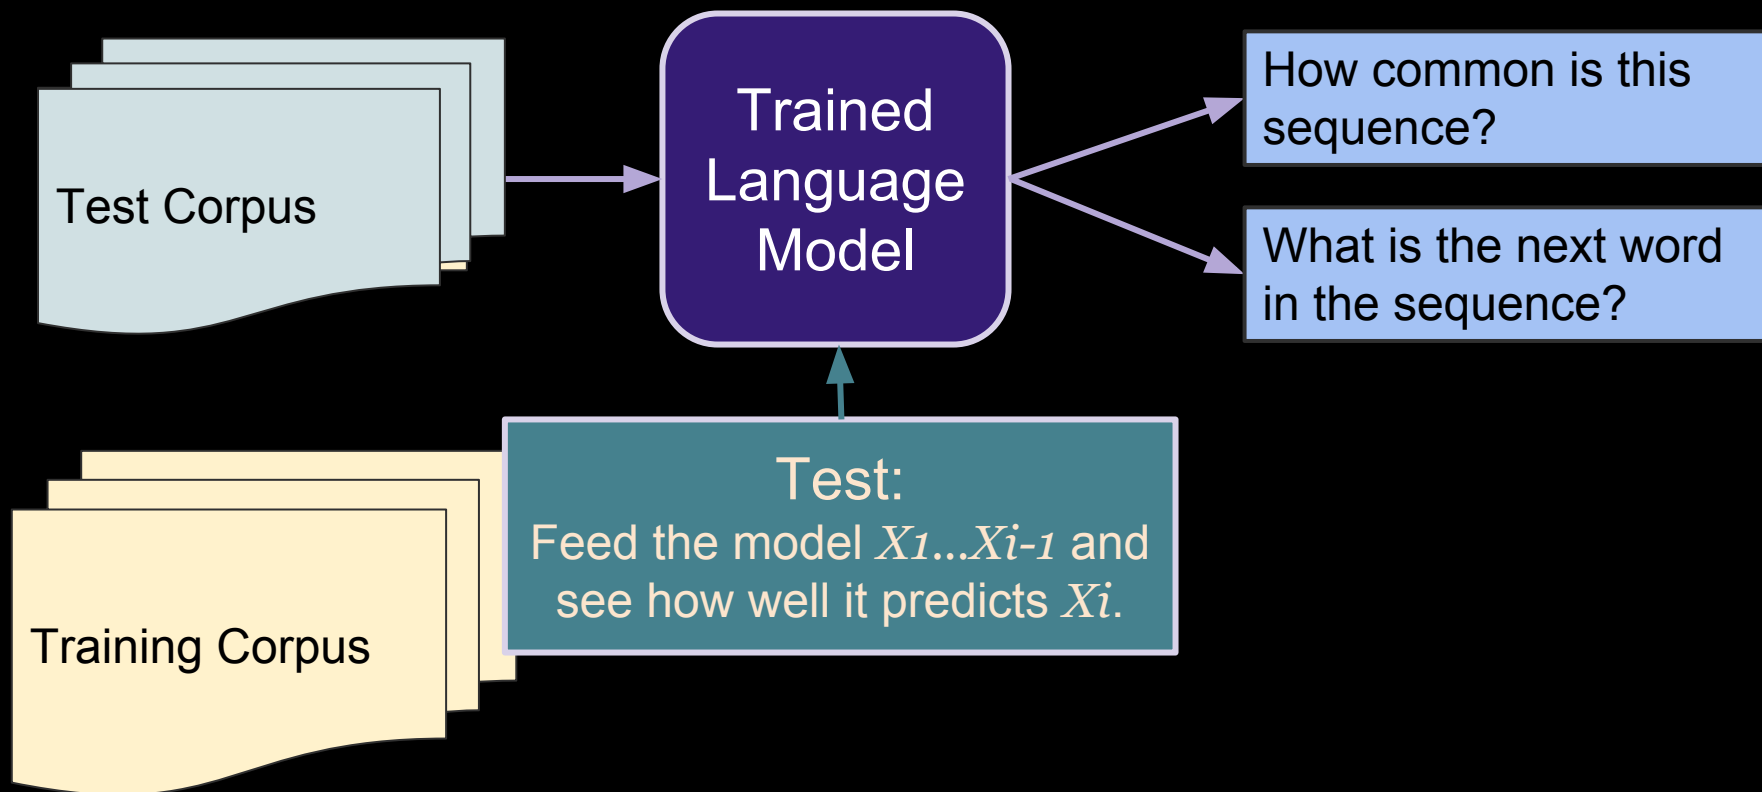 Test Corpus
Trained
Language
Model
How common is this
sequence?
What is the next word
in the sequence?
Training Corpus
Test:
Feed the model X1...Xi-1 and
see how well it predicts Xi.